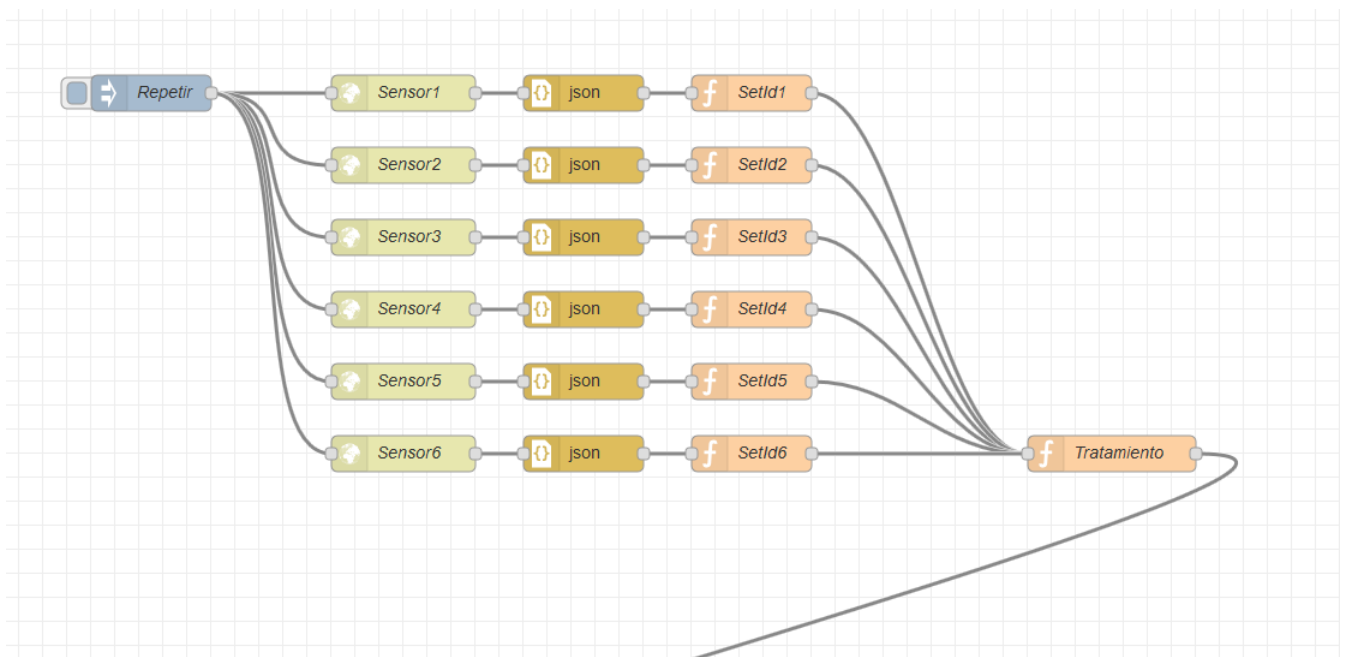 Repetir
Sensor1 json SetId1
Sensor2 json SetId2
Sensor3 json SetId3
Sensor4 json SetId4
Sensor5 json SetId5
Sensor6 json SetId6
Tratamiento